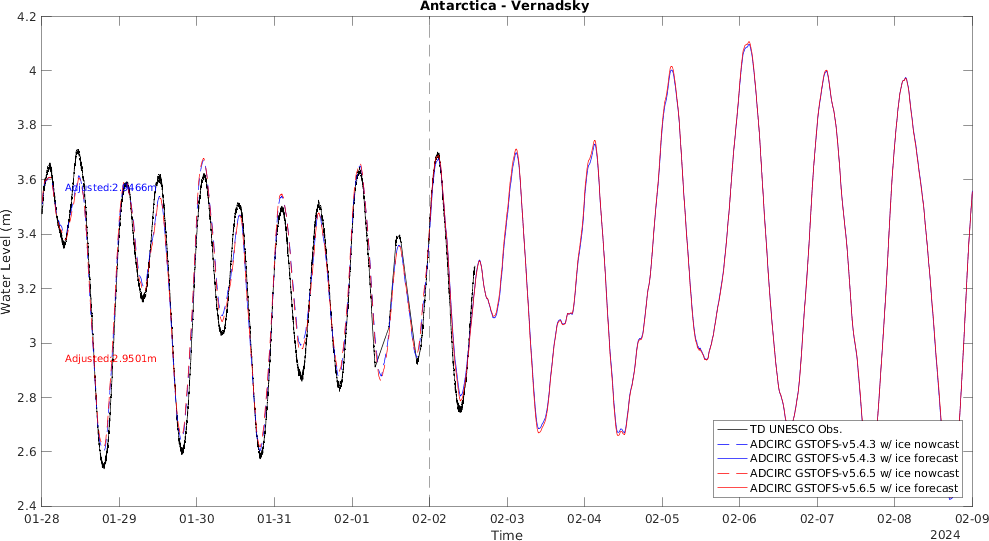 Antarctica - Vernadsky
Water Level (m)
4.2
4
3.8
3.6
3.4
3.2
3
2.8
2.6
2.4
Adjusted:2.9466m
Adjusted:2.9501m
TD UNESCO Obs.
ADCIRC GSTOFS-v5.4.3 w/ ice nowcast
ADCIRC GSTOFS-v5.4.3 w/ ice forecast
ADCIRC GSTOFS-v5.6.5 w/ ice nowcast
ADCIRC GSTOFS-v5.6.5 w/ ice forecast
01-28 01-29 01-30 01-31 02-01 02-02 02-03 02-04 02-05 02-06 02-07 02-08 02-09
Time
2024